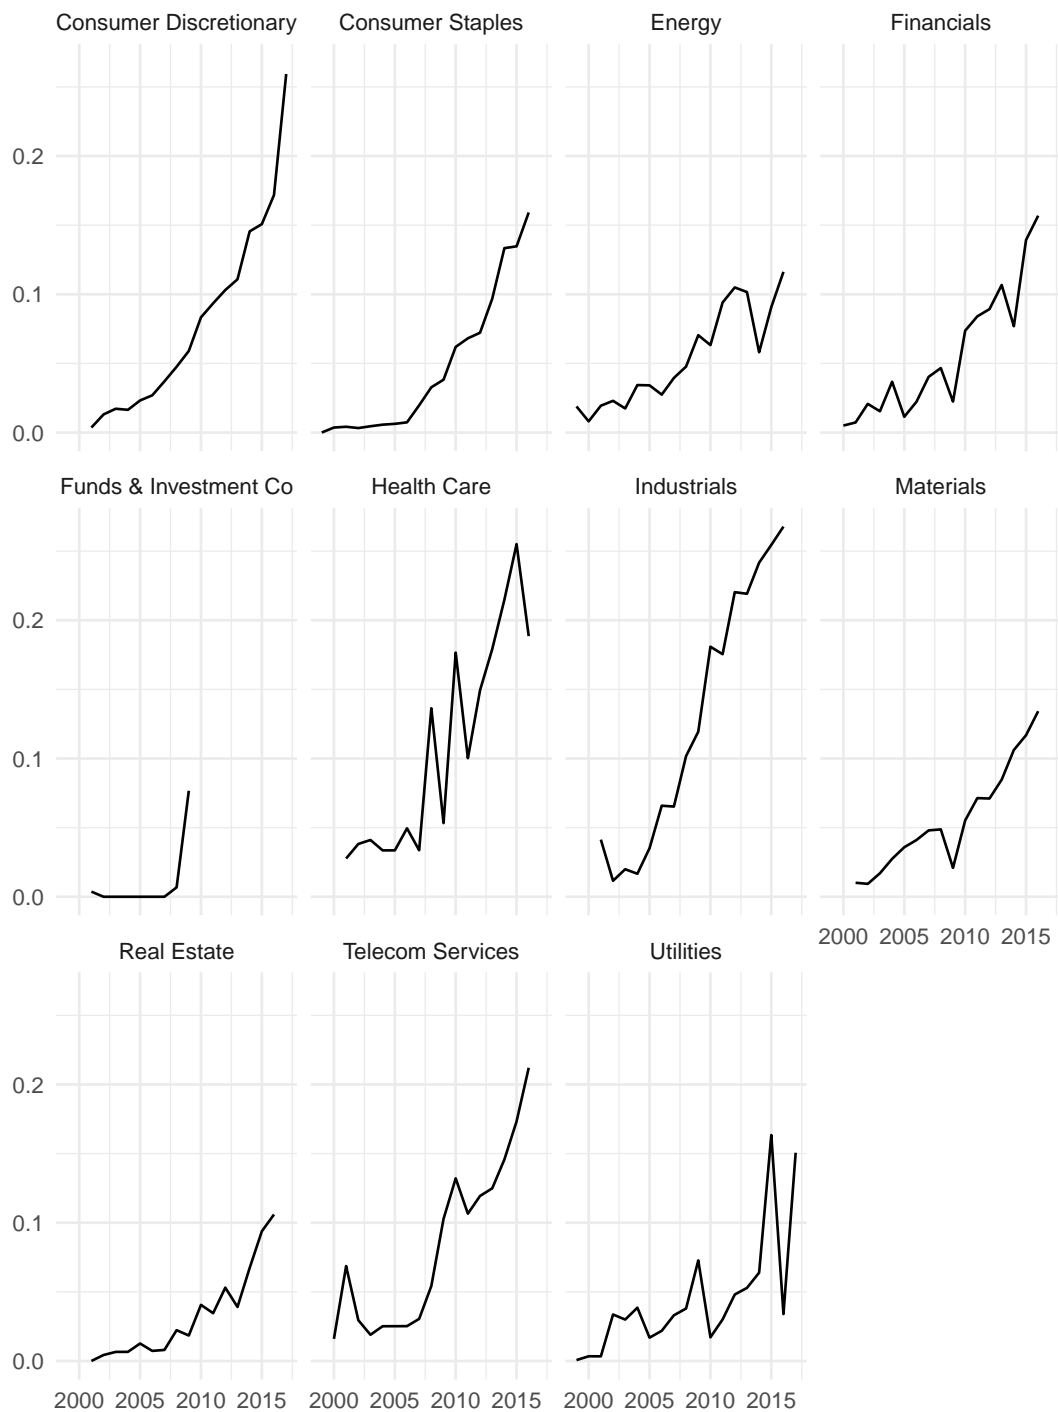 Consumer Discretionary Consumer Staples Energy Financials
0.2
0.1
0.0
Funds & Investment Co Health Care Industrials Materials
0.2
0.1
0.0
2000 2005 2010 2015
Real Estate Telecom Services Utilities
0.2
0.1
0.0
2000 2005 2010 2015 2000 2005 2010 2015 2000 2005 2010 2015